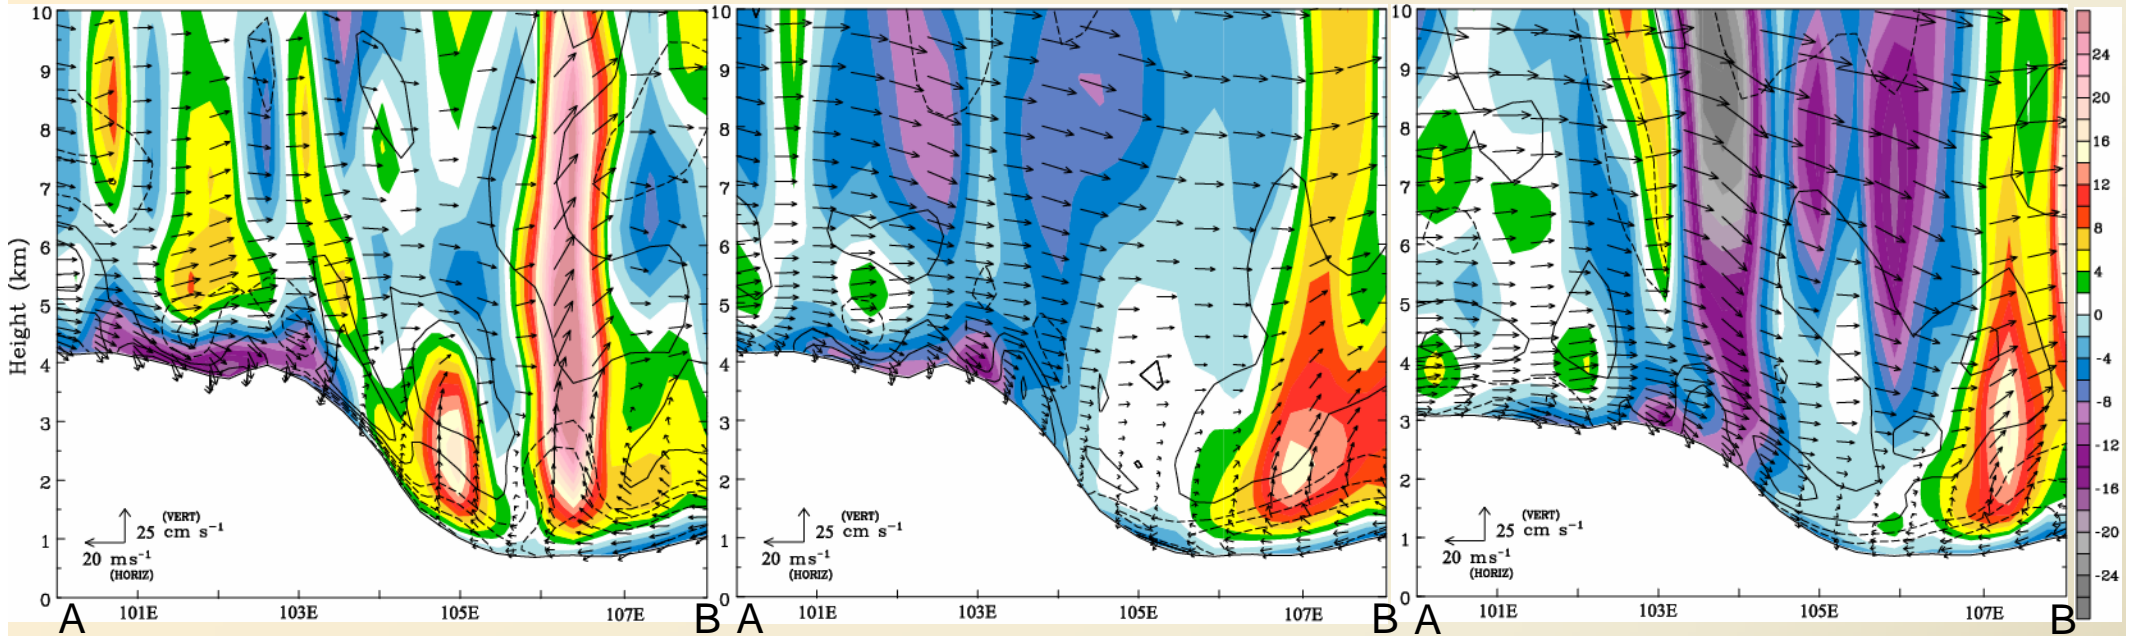 Height (km)
10
9
8
7
6
5
4
3
2
1
0
(VERT)
25 cm s⁻¹
20 ms⁻¹
(HORIZ)
A 101E 103E 105E 107E B
10
9
8
7
6
5
4
3
2
1
0
(VERT)
25 cm s⁻¹
20 ms⁻¹
(HORIZ)
A 101E 103E 105E 107E B
10
9
8
7
6
5
4
3
2
1
0
(VERT)
25 cm s⁻¹
20 ms⁻¹
(HORIZ)
A 101E 103E 105E 107E B
24
20
16
12
8
4
0
-4
-8
-12
-16
-20
-24